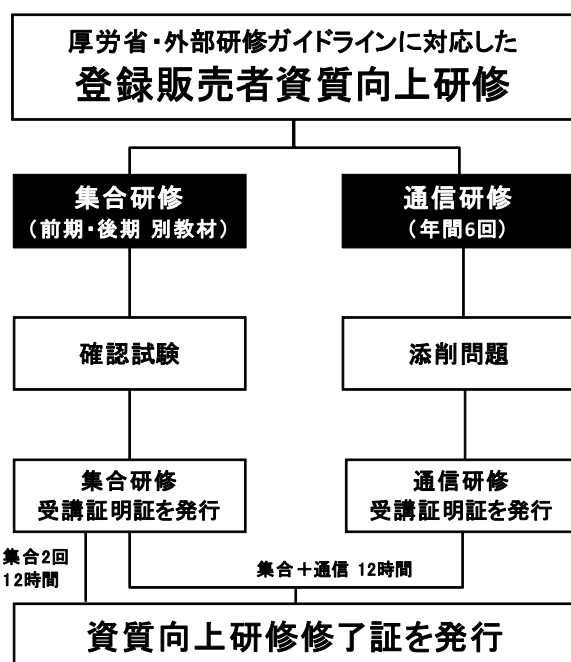 厚労省・外部研修ガイドラインに対応した
登録販売者資質向上研修
集合研修
（前期・後期 別教材）
通信研修
（年間6回）
確認試験
添削問題
集合研修
受講証明証を発行
通信研修
受講証明証を発行
集合2回
12時間
集合＋通信 12時間
資質向上研修修了証を発行